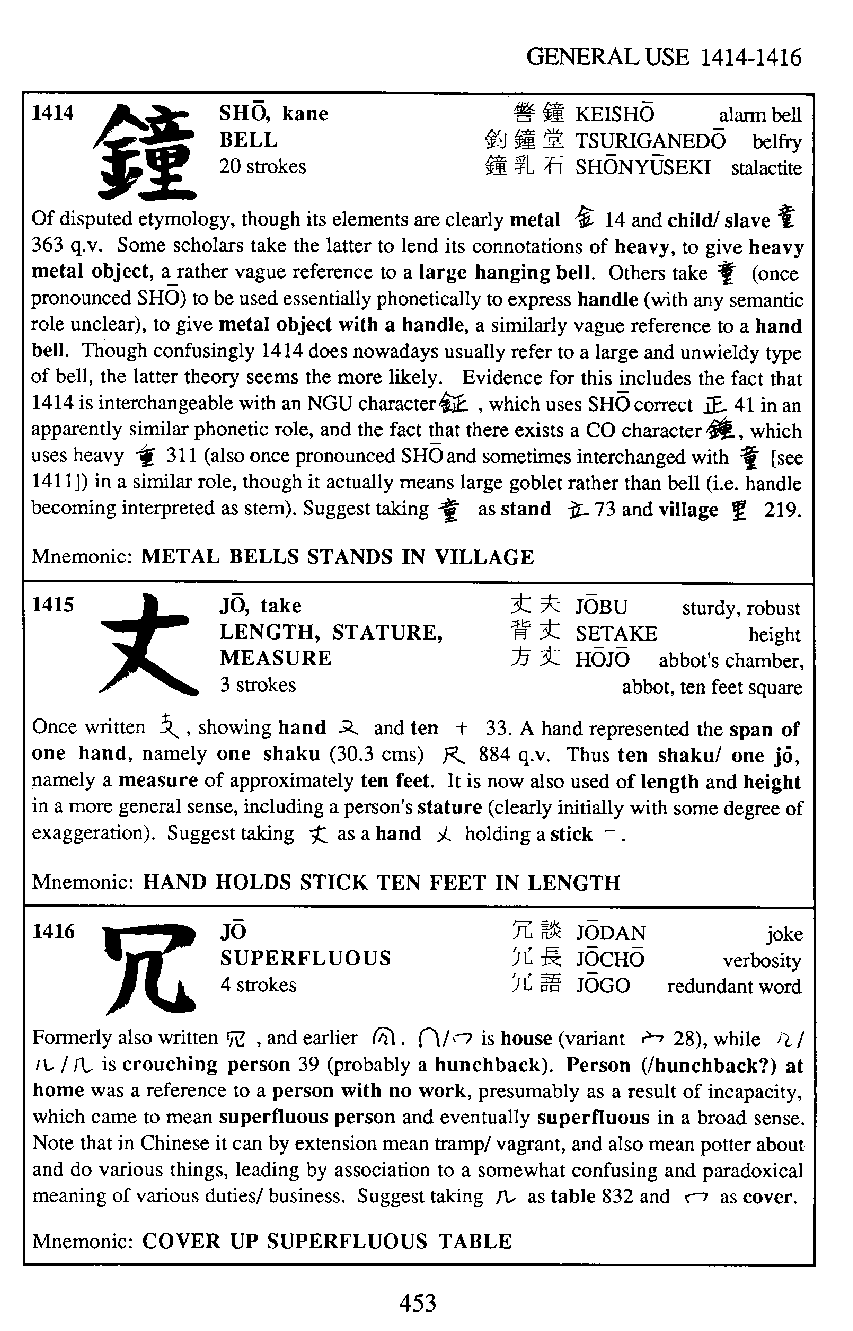 GENERAL USE 1414-1416
1414 鐘 SHŌ, kane 警鐘 KEISHŌ alarm bell
BELL 釣鐘堂 TSURIGANEDŌ belfry
20 strokes 鐘乳石 SHŌNYŪSEKI stalactite
Of disputed etymology, though its elements are clearly metal 金 14 and child/ slave 童
363 q.v. Some scholars take the latter to lend its connotations of heavy, to give heavy
metal object, a rather vague reference to a large hanging bell. Others take 童 (once
pronounced SHŌ) to be used essentially phonetically to express handle (with any semantic
role unclear), to give metal object with a handle, a similarly vague reference to a hand
bell. Though confusingly 1414 does nowadays usually refer to a large and unwieldy type
of bell, the latter theory seems the more likely. Evidence for this includes the fact that
1414 is interchangeable with an NGU character 鉦 , which uses SHŌ correct 正 41 in an
apparently similar phonetic role, and the fact that there exists a CO character 鍾, which
uses heavy 重 311 (also once pronounced SHŌ and sometimes interchanged with 童 [see
1411]) in a similar role, though it actually means large goblet rather than bell (i.e. handle
becoming interpreted as stem). Suggest taking 童 as stand 立 73 and village 里 219.
Mnemonic: METAL BELLS STANDS IN VILLAGE
1415 丈 JŌ, take 丈夫 JŌBU sturdy, robust
LENGTH, STATURE, 背丈 SETAKE height
MEASURE 方丈 HŌJŌ abbot's chamber,
3 strokes abbot, ten feet square
Once written , showing hand 又 and ten 十 33. A hand represented the span of
one hand, namely one shaku (30.3 cms) 尺 884 q.v. Thus ten shaku/ one jō,
namely a measure of approximately ten feet. It is now also used of length and height
in a more general sense, including a person's stature (clearly initially with some degree of
exaggeration). Suggest taking 丈 as a hand 乂 holding a stick 一 .
Mnemonic: HAND HOLDS STICK TEN FEET IN LENGTH
1416 冗 JŌ 冗談 JŌDAN joke
SUPERFLUOUS 冗長 JŌCHŌ verbosity
4 strokes 冗語 JŌGO redundant word
Formerly also written 宂 , and earlier . /冖 is house (variant 宀 28), while /
儿 / 几 is crouching person 39 (probably a hunchback). Person (/hunchback?) at
home was a reference to a person with no work, presumably as a result of incapacity,
which came to mean superfluous person and eventually superfluous in a broad sense.
Note that in Chinese it can by extension mean tramp/ vagrant, and also mean potter about
and do various things, leading by association to a somewhat confusing and paradoxical
meaning of various duties/ business. Suggest taking 几 as table 832 and 冖 as cover.
Mnemonic: COVER UP SUPERFLUOUS TABLE
453